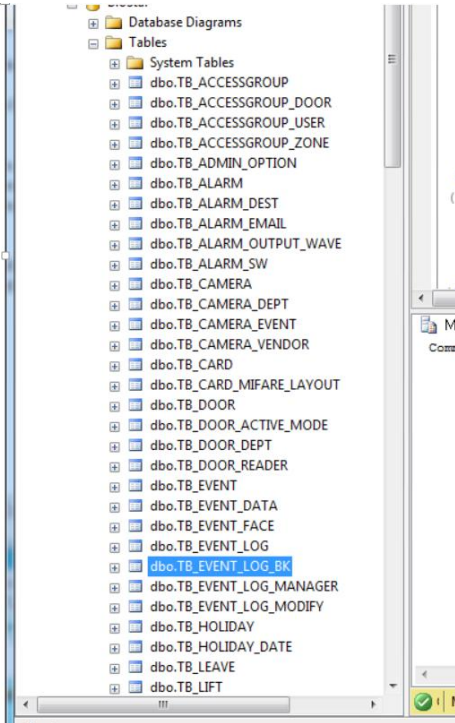 Database Diagrams
Tables
System Tables
dbo.TB_ACCESSGROUP
dbo.TB_ACCESSGROUP_DOOR
dbo.TB_ACCESSGROUP_USER
dbo.TB_ACCESSGROUP_ZONE
dbo.TB_ADMIN_OPTION
dbo.TB_ALARM
dbo.TB_ALARM_DEST
dbo.TB_ALARM_EMAIL
dbo.TB_ALARM_OUTPUT_WAVE
dbo.TB_ALARM_SW
dbo.TB_CAMERA
dbo.TB_CAMERA_DEPT
dbo.TB_CAMERA_EVENT
dbo.TB_CAMERA_VENDOR
dbo.TB_CARD
dbo.TB_CARD_MIFARE_LAYOUT
dbo.TB_DOOR
dbo.TB_DOOR_ACTIVE_MODE
dbo.TB_DOOR_DEPT
dbo.TB_DOOR_READER
dbo.TB_EVENT
dbo.TB_EVENT_DATA
dbo.TB_EVENT_FACE
dbo.TB_EVENT_LOG
dbo.TB_EVENT_LOG_BK
dbo.TB_EVENT_LOG_MANAGER
dbo.TB_EVENT_LOG_MODIFY
dbo.TB_HOLIDAY
dbo.TB_HOLIDAY_DATE
dbo.TB_LEAVE
dbo.TB_LIFT